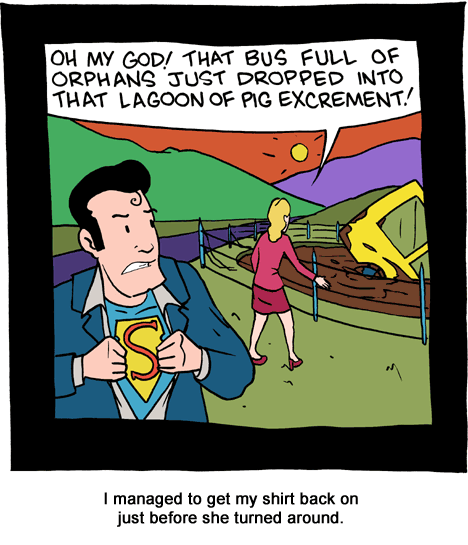 OH MY GOD! THAT BUS FULL OF
ORPHANS JUST DROPPED INTO
THAT LAGOON OF PIG EXCREMENT!
S
I managed to get my shirt back on
just before she turned around.